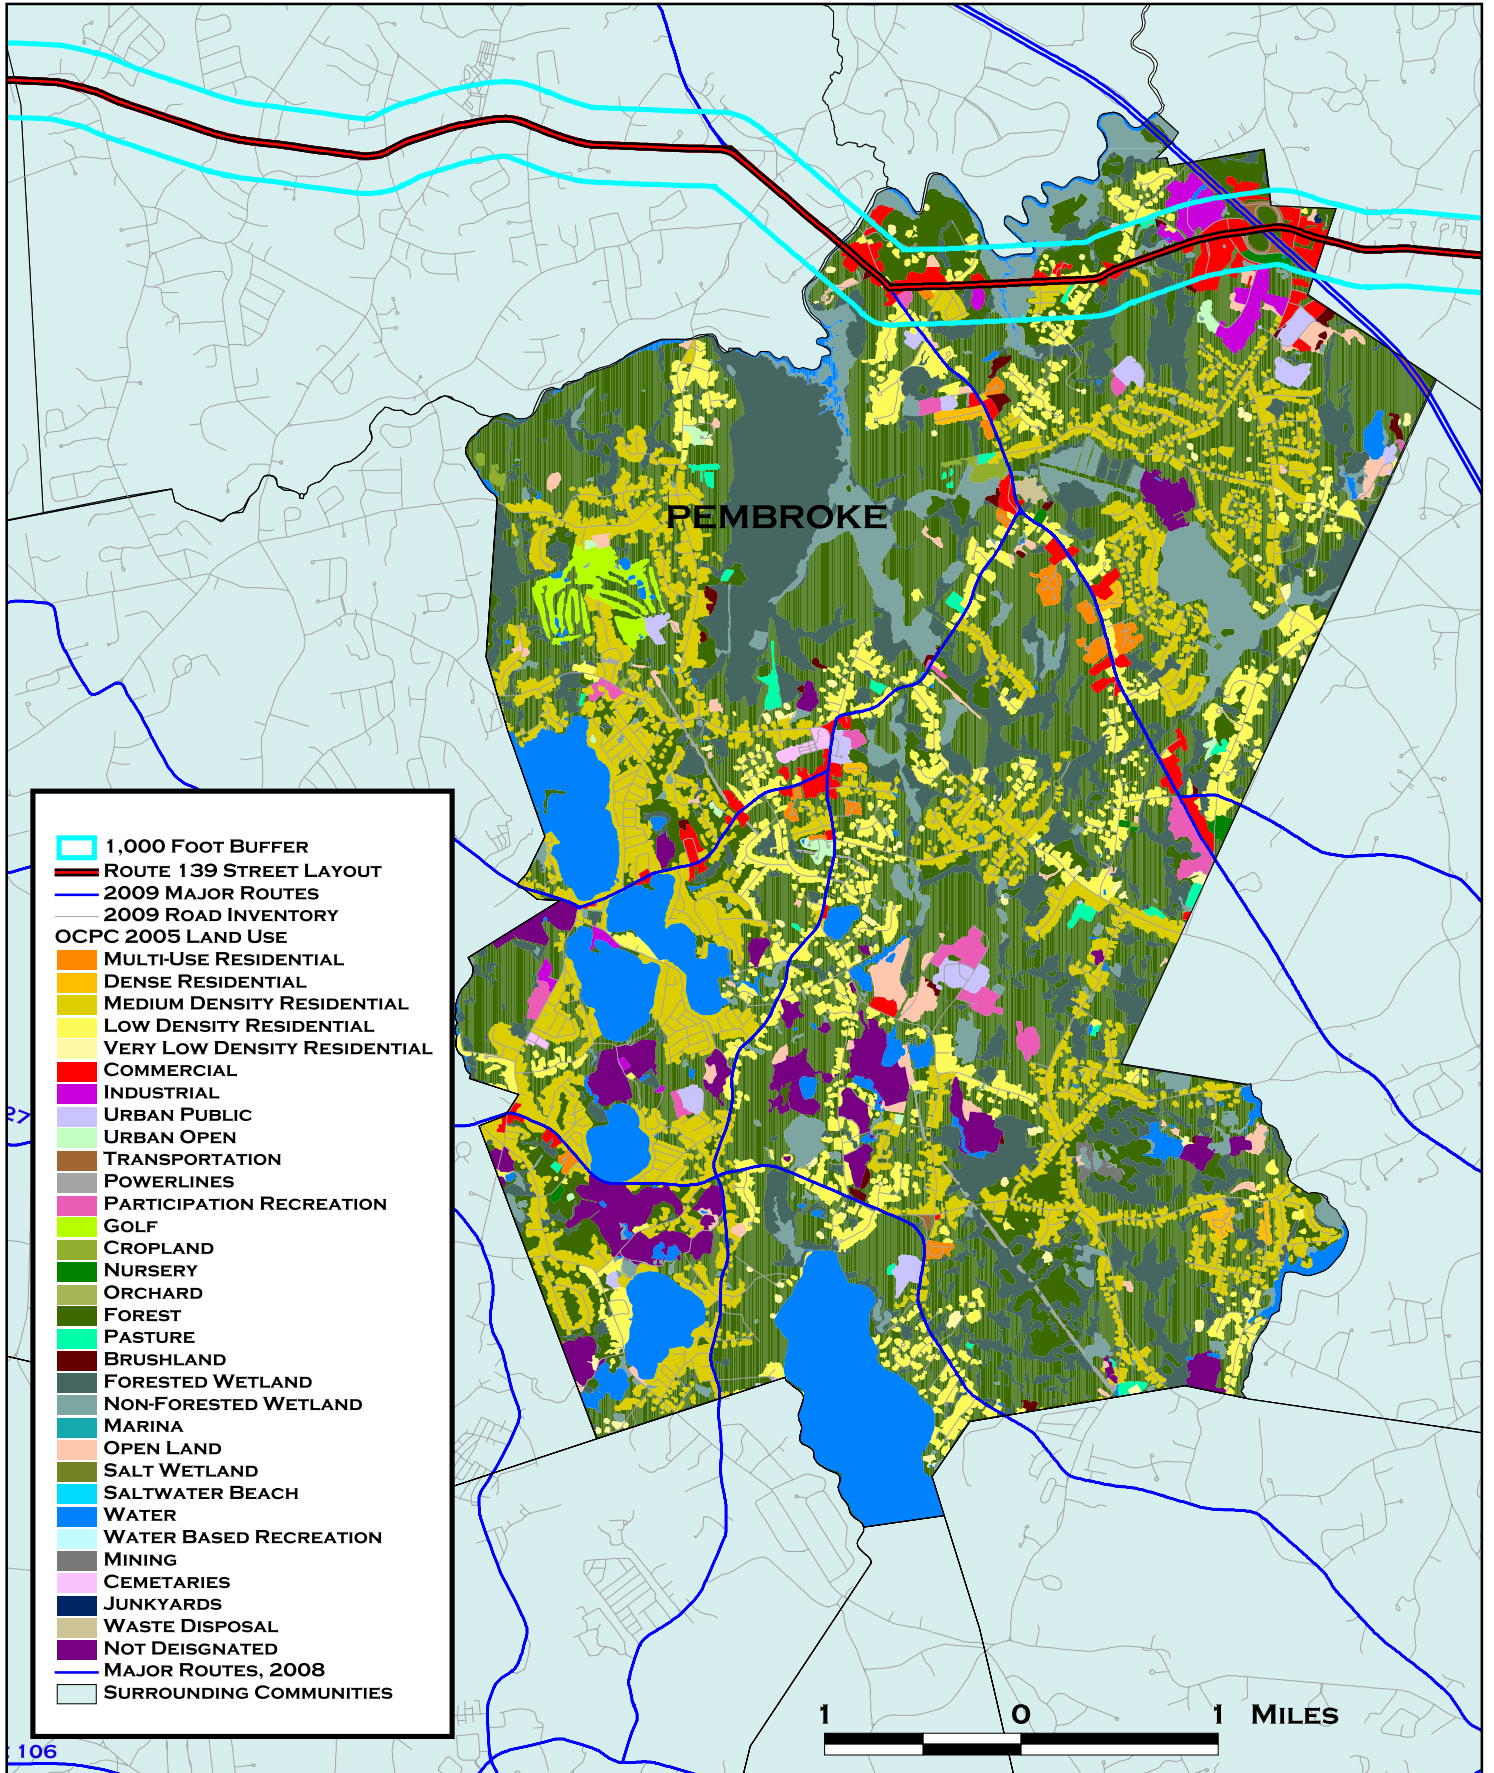 PEMBROKE
1,000 FOOT BUFFER
ROUTE 139 STREET LAYOUT
2009 MAJOR ROUTES
2009 ROAD INVENTORY
OCPC 2005 LAND USE
MULTI-USE RESIDENTIAL
DENSE RESIDENTIAL
MEDIUM DENSITY RESIDENTIAL
LOW DENSITY RESIDENTIAL
VERY LOW DENSITY RESIDENTIAL
COMMERCIAL
INDUSTRIAL
URBAN PUBLIC
URBAN OPEN
TRANSPORTATION
POWERLINES
PARTICIPATION RECREATION
GOLF
CROPLAND
NURSERY
ORCHARD
FOREST
PASTURE
BRUSHLAND
FORESTED WETLAND
NON-FORESTED WETLAND
MARINA
OPEN LAND
SALT WETLAND
SALTWATER BEACH
WATER
WATER BASED RECREATION
MINING
CEMETARIES
JUNKYARDS
WASTE DISPOSAL
NOT DEISGNATED
MAJOR ROUTES, 2008
SURROUNDING COMMUNITIES
27
106
1 0 1 MILES